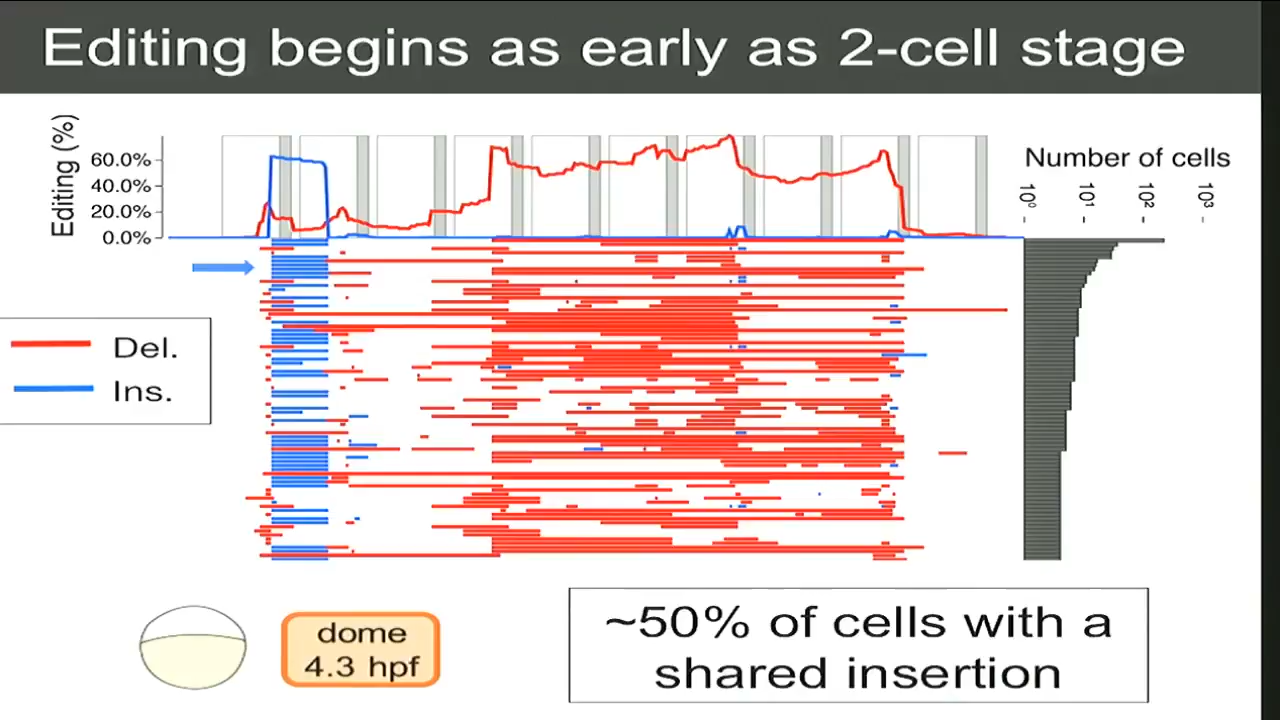 Editing begins as early as 2-cell stage
Editing (%)
60.0%
40.0%
20.0%
0.0%
Number of cells
10⁰
10¹
10²
10³
Del.
Ins.
dome
4.3 hpf
~50% of cells with a
shared insertion